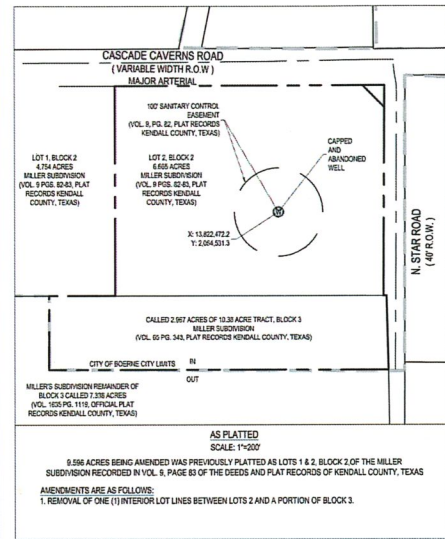 CASCADE CAVERNS ROAD
( VARIABLE WIDTH R.O.W )
MAJOR ARTERIAL
100' SANITARY CONTROL
EASEMENT
(VOL. 9, PG. 82, PLAT RECORDS
KENDALL COUNTY, TEXAS)
CAPPED
AND
ABANDONED
WELL
LOT 1, BLOCK 2
4.754 ACRES
MILLER SUBDIVISION
(VOL. 9 PGS. 82-83, PLAT
RECORDS KENDALL
COUNTY, TEXAS)
LOT 2, BLOCK 2
6.605 ACRES
MILLER SUBDIVISION
(VOL. 9 PGS. 82-83, PLAT
RECORDS KENDALL
COUNTY, TEXAS)
W
X: 13,822,472.2
Y: 2,054,531.3
N. STAR ROAD
(40' R.O.W.)
CALLED 2.967 ACRES OF 10.30 ACRE TRACT, BLOCK 3
MILLER SUBDIVISION
(VOL. 65 PG. 343, PLAT RECORDS KENDALL COUNTY, TEXAS)
CITY OF BOERNE CITY LIMITS IN
OUT
MILLER'S SUBDIVISION REMAINDER OF
BLOCK 3 CALLED 7.338 ACRES
(VOL. 1635 PG. 1119, OFFICIAL PLAT
RECORDS KENDALL COUNTY, TEXAS)
AS PLATTED
SCALE: 1"=200'
9.596 ACRES BEING AMENDED WAS PREVIOUSLY PLATTED AS LOTS 1 & 2, BLOCK 2,OF THE MILLER
SUBDIVISION RECORDED IN VOL. 9, PAGE 83 OF THE DEEDS AND PLAT RECORDS OF KENDALL COUNTY, TEXAS
AMENDMENTS ARE AS FOLLOWS:
1. REMOVAL OF ONE (1) INTERIOR LOT LINES BETWEEN LOTS 2 AND A PORTION OF BLOCK 3.